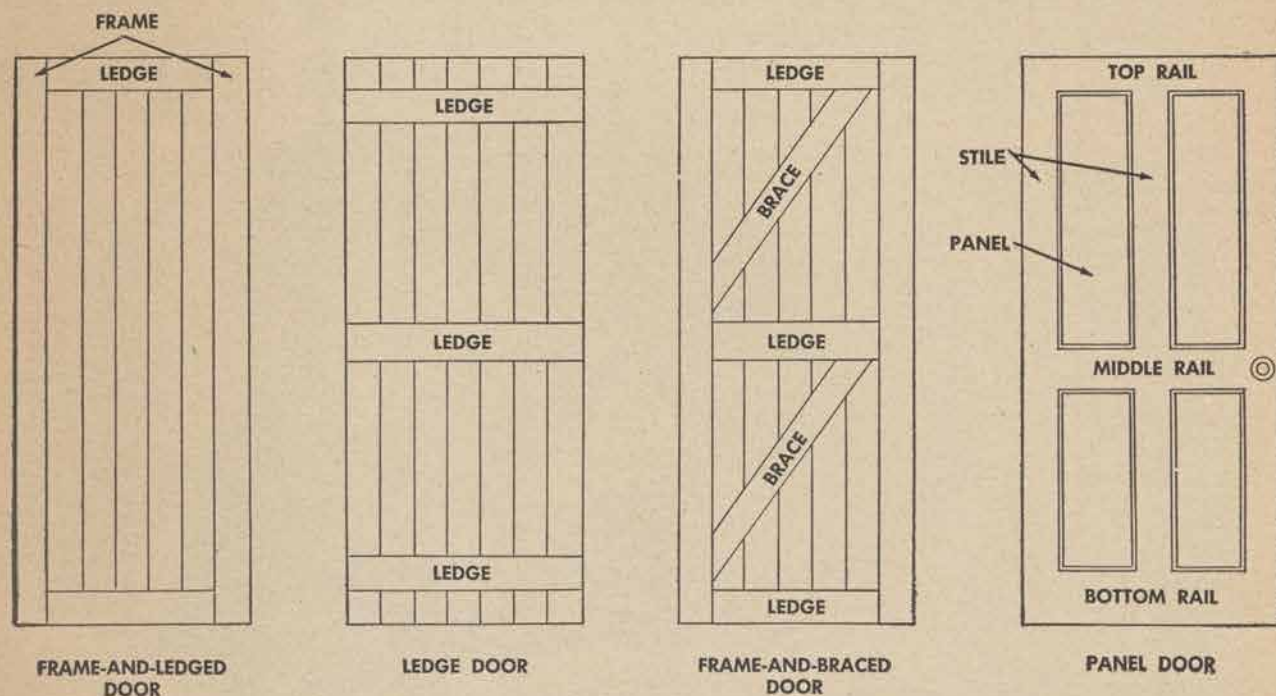 FRAME
LEDGE
FRAME-AND-LEDGED
DOOR
LEDGE
LEDGE
LEDGE
LEDGE DOOR
LEDGE
BRACE
LEDGE
BRACE
LEDGE
FRAME-AND-BRACED
DOOR
TOP RAIL
STILE
PANEL
MIDDLE RAIL
BOTTOM RAIL
PANEL DOOR